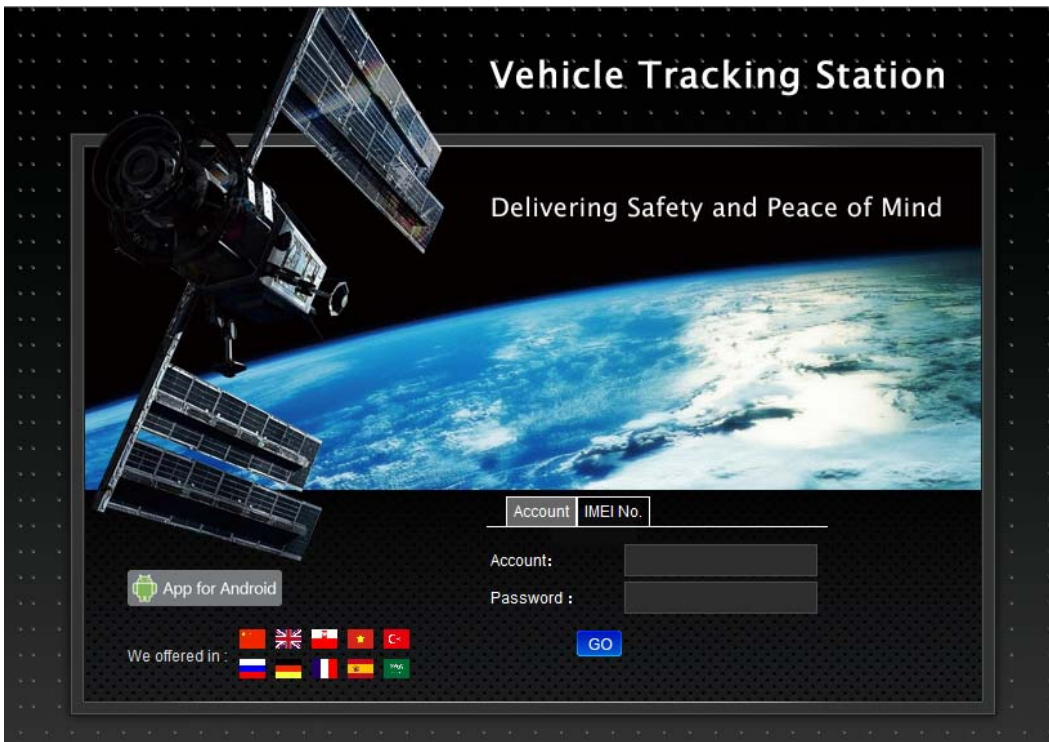 Vehicle Tracking Station
Delivering Safety and Peace of Mind
Account IMEI No.
Account:
Password :
GO
App for Android
We offered in :